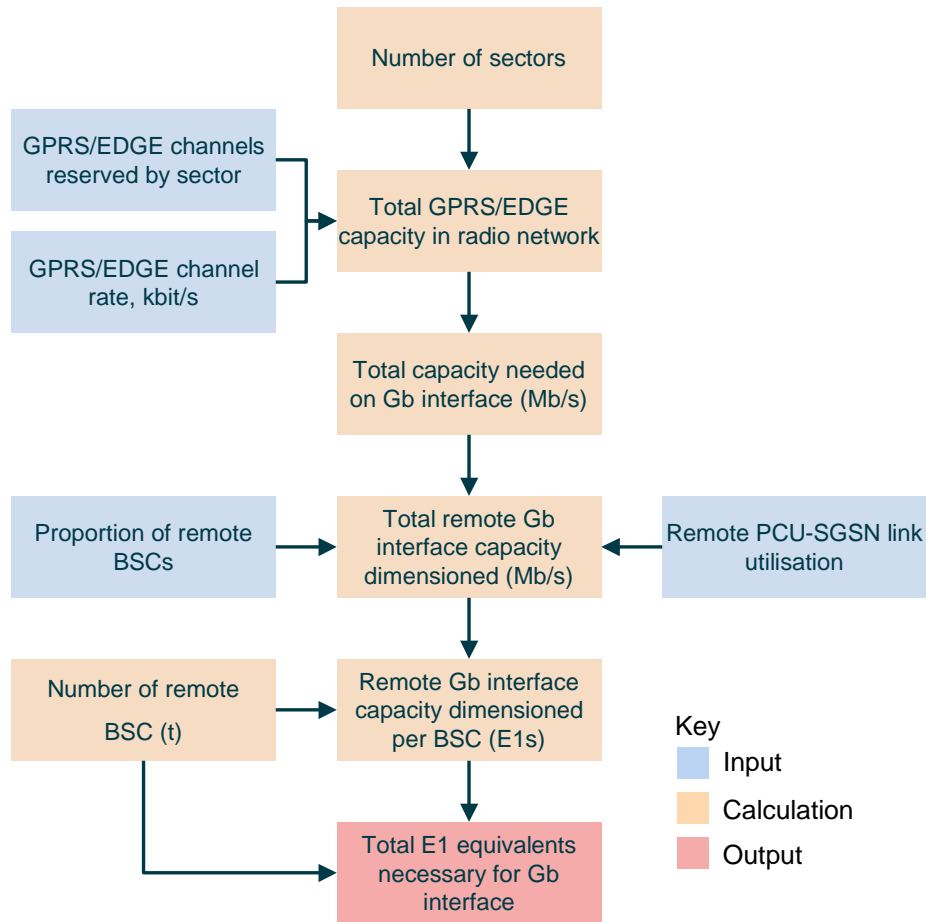 Number of sectors
GPRS/EDGE channels
reserved by sector
Total GPRS/EDGE
capacity in radio network
GPRS/EDGE channel
rate, kbit/s
Total capacity needed
on Gb interface (Mb/s)
Proportion of remote
BSCs
Total remote Gb
interface capacity
dimensioned (Mb/s)
Remote PCU-SGSN link
utilisation
Number of remote
BSC (t)
Remote Gb interface
capacity dimensioned
per BSC (E1s)
Key
Input
Calculation
Output
Total E1 equivalents
necessary for Gb
interface